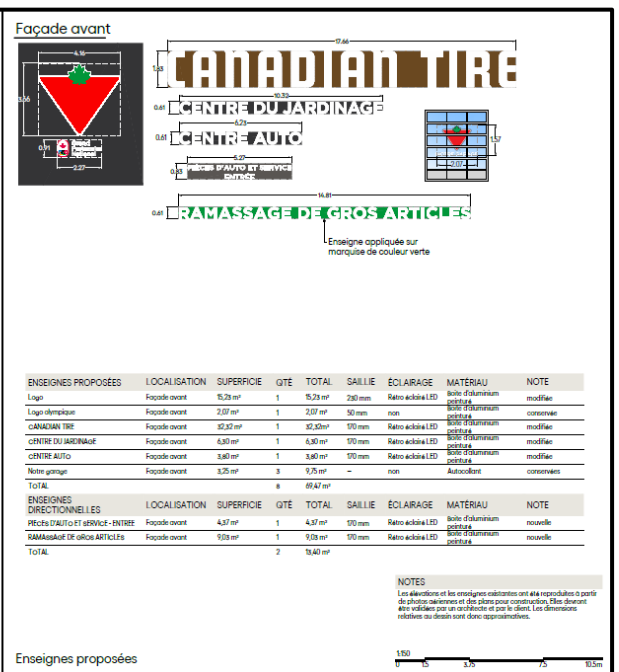 Façade avant
17.66
4.16
1.83
CANADIAN TIRE
3.66
10.32
0.61 CENTRE DU JARDINAGE
6.23
0.61 CENTRE AUTO
1.57
2.07
0.91
2.27
5.27
0.83 PIÈCES D'AUTO ET SERVICE
ENTRÉE
14.81
0.61 RAMASSAGE DE GROS ARTICLES
Enseigne appliquée sur
marquise de couleur verte
ENSEIGNES PROPOSÉES LOCALISATION SUPERFICIE QTÉ TOTAL SAILLIE ÉCLAIRAGE MATÉRIAU NOTE
Logo Façade avant 15,23 m² 1 15,23 m² 230 mm Rétro éclairé LED Boîte d'aluminium peinturé modifiée
Logo olympique Façade avant 2,07 m² 1 2,07 m² 50 mm non Boîte d'aluminium peinturé conservée
cANADIAN TIRE Façade avant 32,32 m² 1 32,32m² 170 mm Rétro éclairé LED Boîte d'aluminium peinturé modifiée
cENTRE DU JARDINAGE Façade avant 6,30 m² 1 6,30 m² 170 mm Rétro éclairé LED Boîte d'aluminium peinturé modifiée
cENTRE AUTO Façade avant 3,80 m² 1 3,80 m² 170 mm Rétro éclairé LED Boîte d'aluminium peinturé modifiée
Notre garage Façade avant 3,25 m² 3 9,75 m² – non Autocollant conservées
ToTAL 8 69,47 m²
ENSEIGNES
DIRECTIONNELLES LOCALISATION SUPERFICIE QTÉ TOTAL SAILLIE ÉCLAIRAGE MATÉRIAU NOTE
PIÈCES D'AUTO ET SERVICE - ENTREE Façade avant 4,37 m² 1 4,37 m² 170 mm Rétro éclairé LED Boîte d'aluminium peinturé nouvelle
RAMASSAGE DE GROS ARTICLES Façade avant 9,03 m² 1 9,03 m² 170 mm Rétro éclairé LED Boîte d'aluminium peinturé nouvelle
ToTAL 2 13,40 m²
NOTES
Les élévations et les enseignes existantes ont été reproduites à partir
de photos aériennes et des plans pour construction. Elles devront
être validées par un architecte et par le client. Les dimensions
relatives au dessin sont donc approximatives.
Enseignes proposées
1:150
0 1.5 3.75 7.5 10.5m